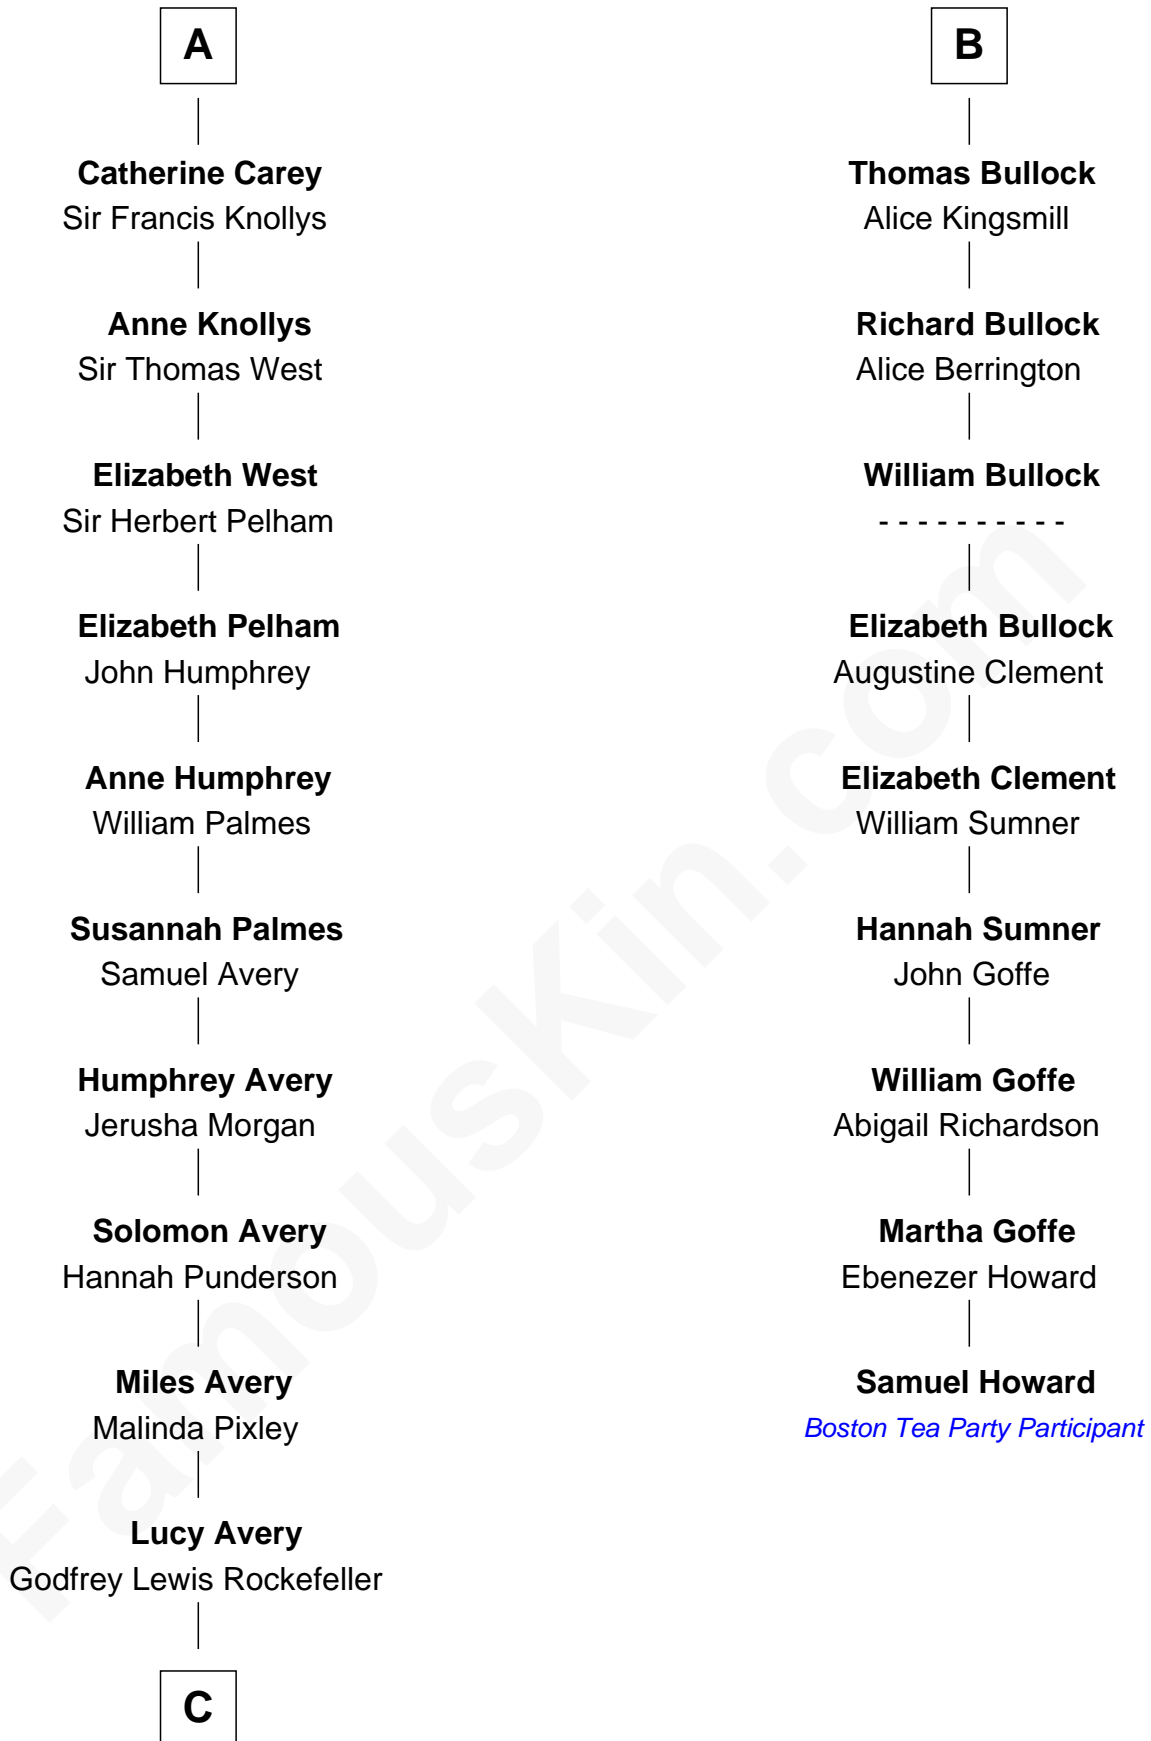 A
Catherine Carey
Sir Francis Knollys
Anne Knollys
Sir Thomas West
Elizabeth West
Sir Herbert Pelham
Elizabeth Pelham
John Humphrey
Anne Humphrey
William Palmes
Susannah Palmes
Samuel Avery
Humphrey Avery
Jerusha Morgan
Solomon Avery
Hannah Punderson
Miles Avery
Malinda Pixley
Lucy Avery
Godfrey Lewis Rockefeller
C
B
Thomas Bullock
Alice Kingsmill
Richard Bullock
Alice Berrington
William Bullock
- - - - - - - - - -
Elizabeth Bullock
Augustine Clement
Elizabeth Clement
William Sumner
Hannah Sumner
John Goffe
William Goffe
Abigail Richardson
Martha Goffe
Ebenezer Howard
Samuel Howard
Boston Tea Party Participant
FamousKin.com